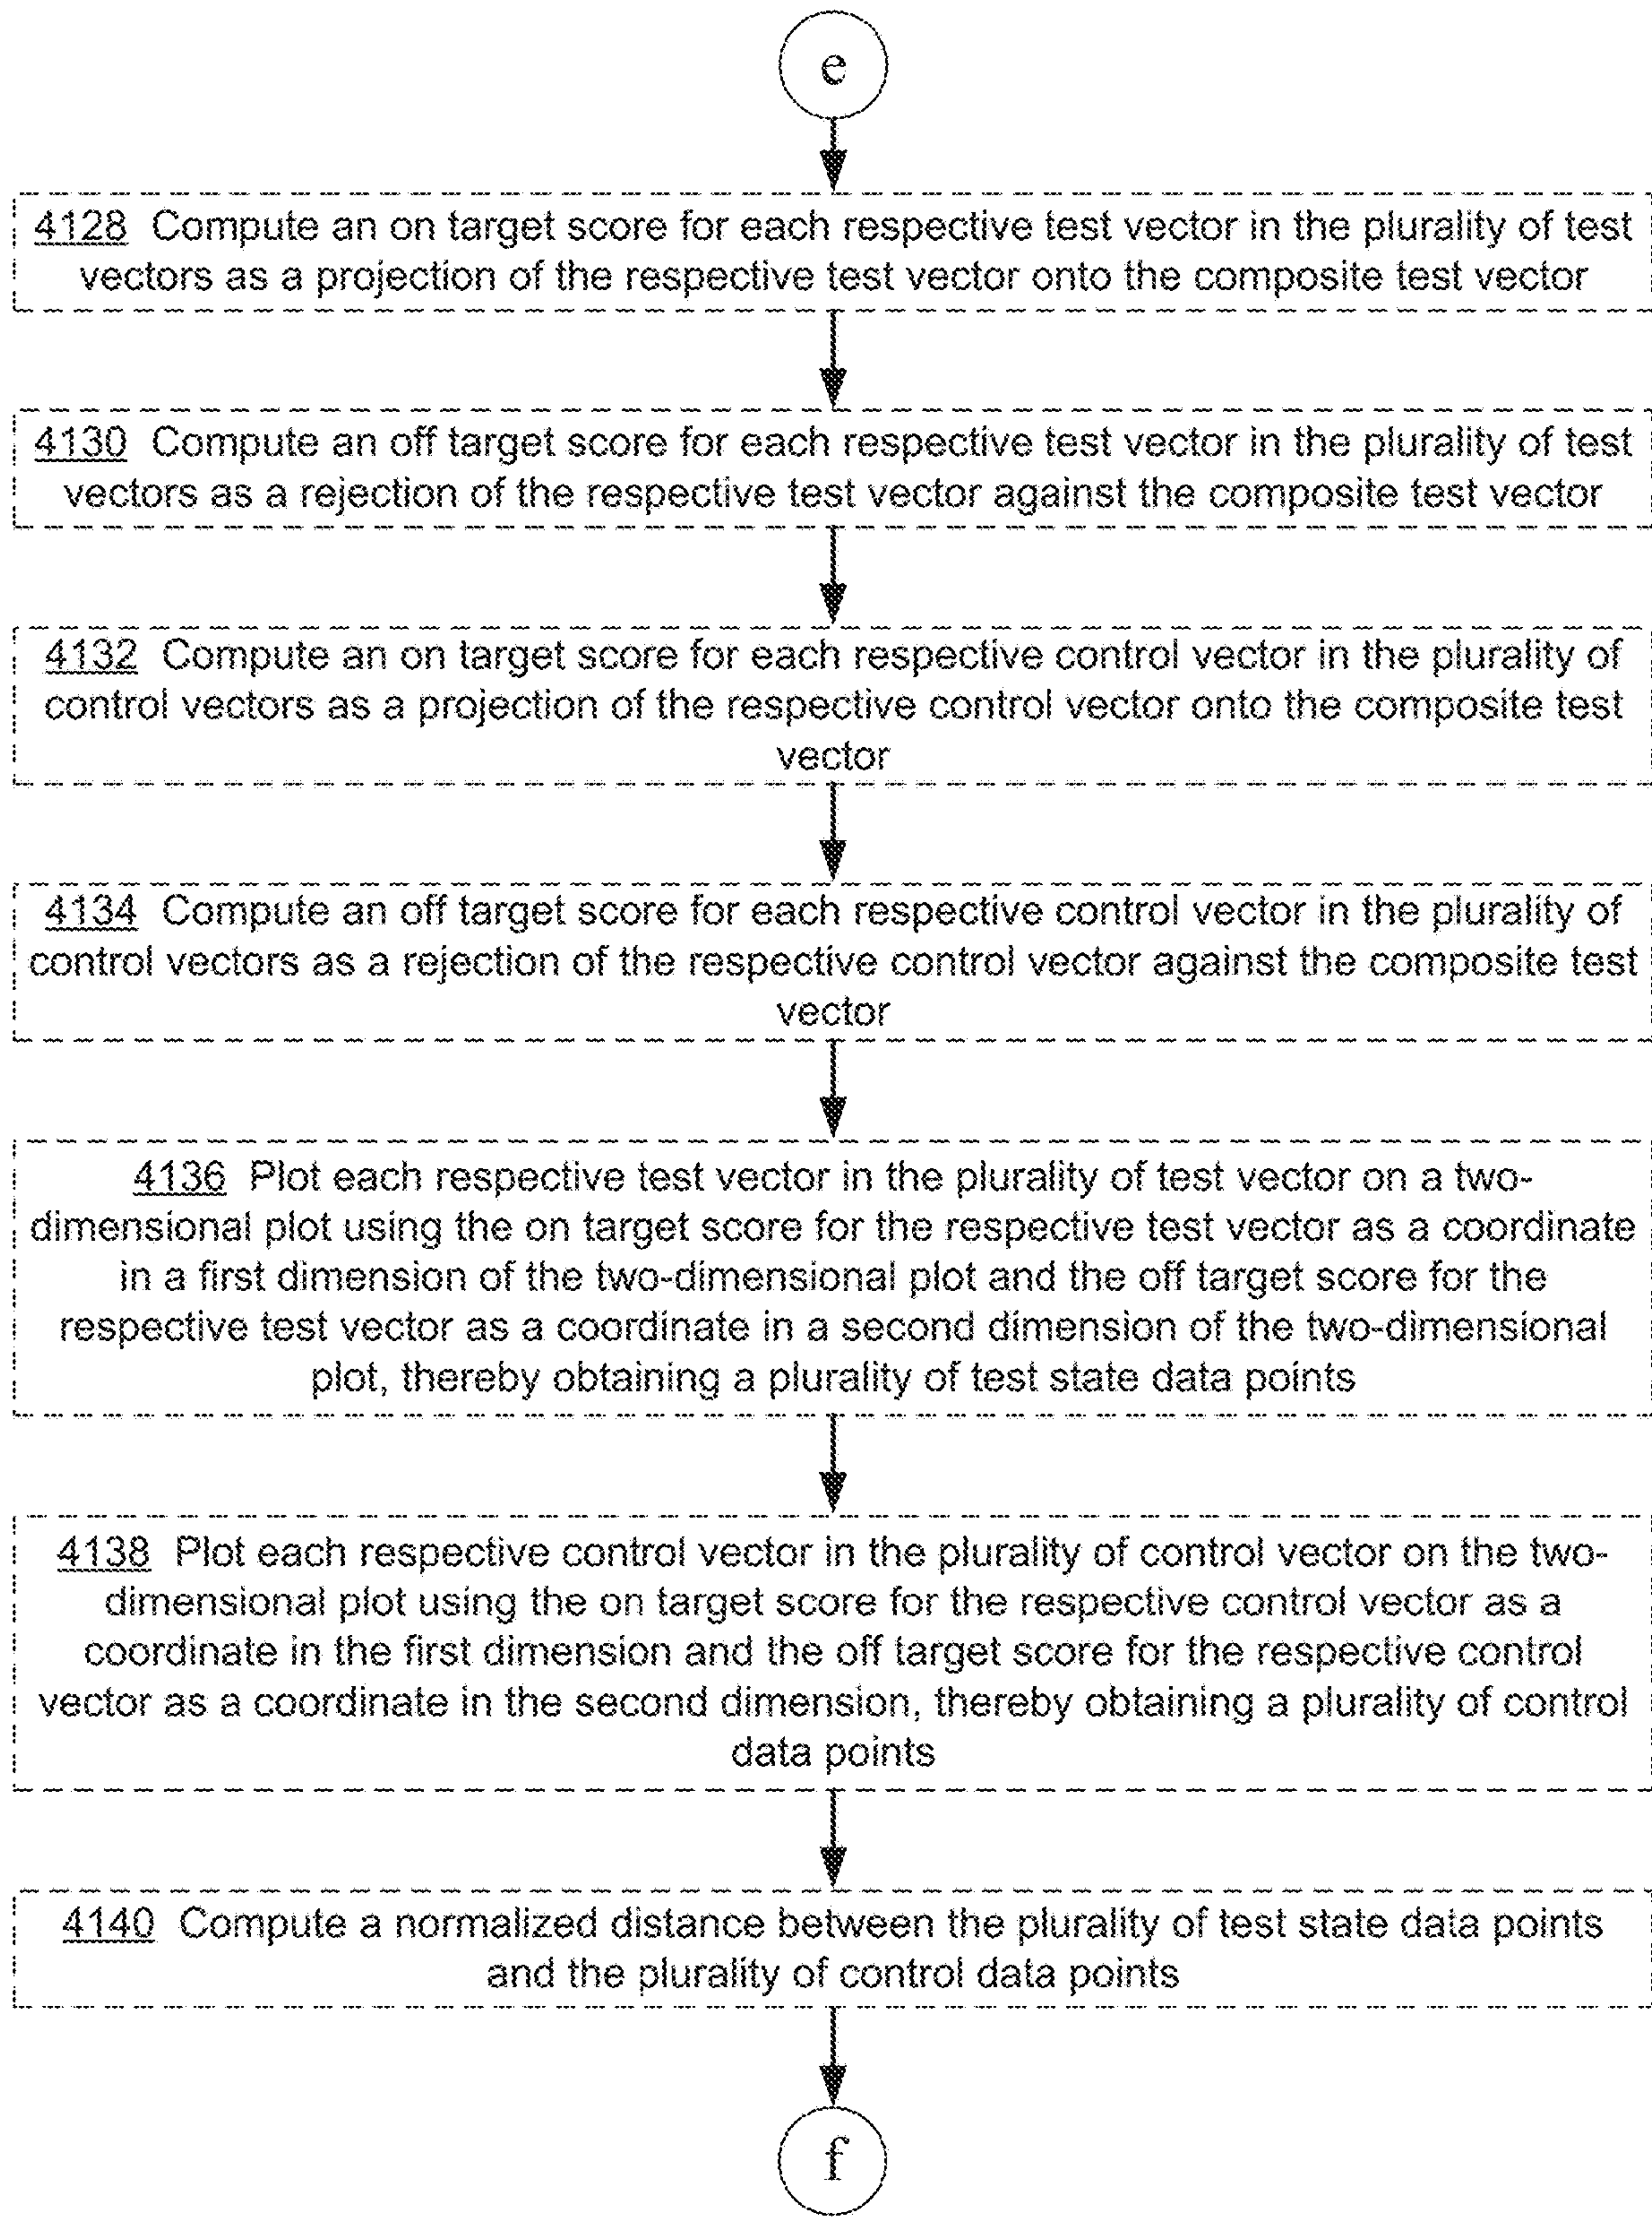 e
4128 Compute an on target score for each respective test vector in the plurality of test
vectors as a projection of the respective test vector onto the composite test vector
4130 Compute an off target score for each respective test vector in the plurality of test
vectors as a rejection of the respective test vector against the composite test vector
4132 Compute an on target score for each respective control vector in the plurality of
control vectors as a projection of the respective control vector onto the composite test
vector
4134 Compute an off target score for each respective control vector in the plurality of
control vectors as a rejection of the respective control vector against the composite test
vector
4136 Plot each respective test vector in the plurality of test vector on a two-
dimensional plot using the on target score for the respective test vector as a coordinate
in a first dimension of the two-dimensional plot and the off target score for the
respective test vector as a coordinate in a second dimension of the two-dimensional
plot, thereby obtaining a plurality of test state data points
4138 Plot each respective control vector in the plurality of control vector on the two-
dimensional plot using the on target score for the respective control vector as a
coordinate in the first dimension and the off target score for the respective control
vector as a coordinate in the second dimension, thereby obtaining a plurality of control
data points
4140 Compute a normalized distance between the plurality of test state data points
and the plurality of control data points
f